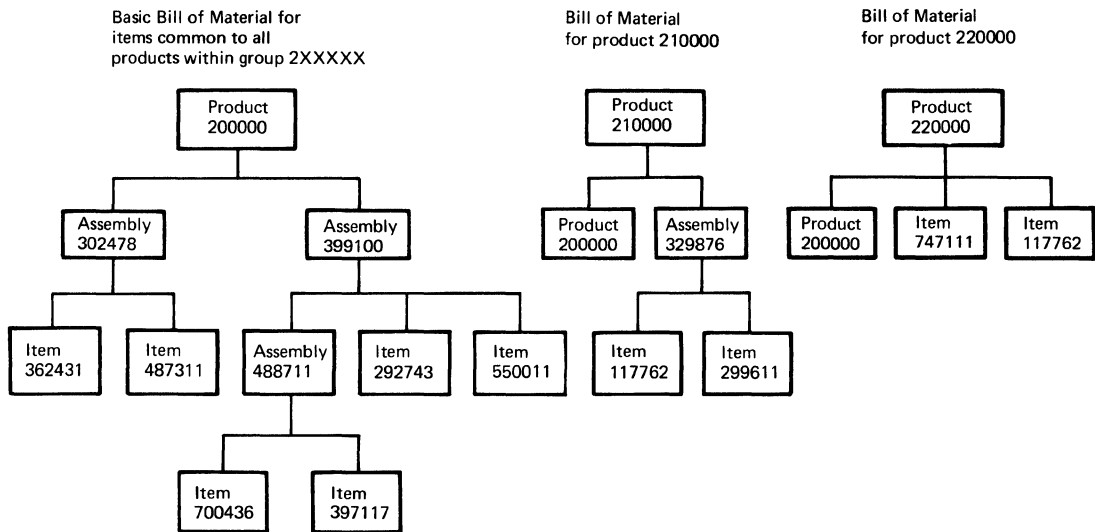 Basic Bill of Material for
items common to all
products within group 2XXXXX
Bill of Material
for product 210000
Bill of Material
for product 220000
Product
200000
Assembly
302478
Assembly
399100
Item
362431
Item
487311
Assembly
488711
Item
292743
Item
550011
Item
700436
Item
397117
Product
210000
Product
200000
Assembly
329876
Item
117762
Item
299611
Product
220000
Product
200000
Item
747111
Item
117762